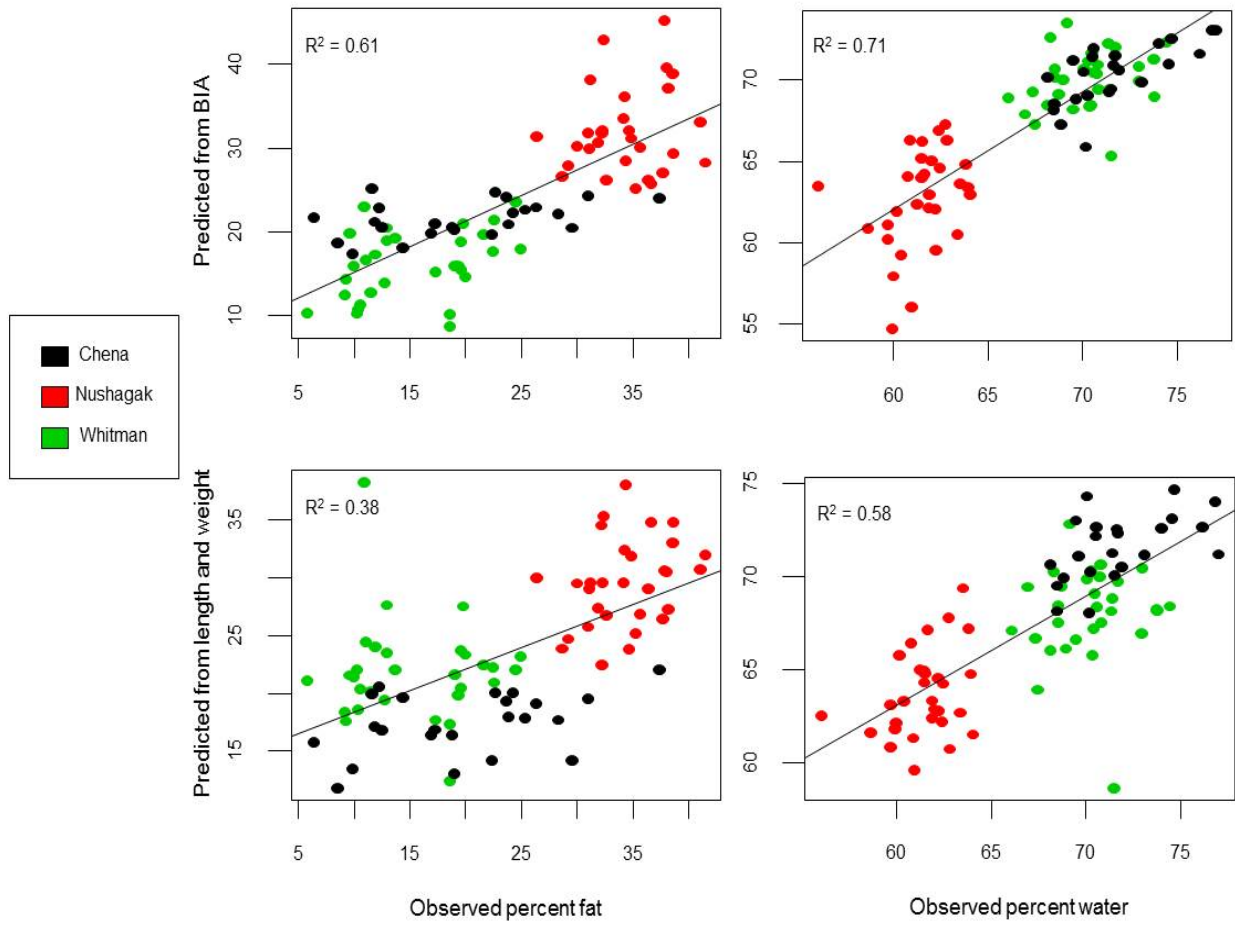 Predicted from BIA
R² = 0.61
40
30
20
10
5
15
25
35
R² = 0.71
70
65
60
55
60
65
70
75
Chena
Nushagak
Whitman
Predicted from length and weight
R² = 0.38
35
25
15
5
15
25
35
Observed percent fat
R² = 0.58
75
70
65
60
60
65
70
75
Observed percent water